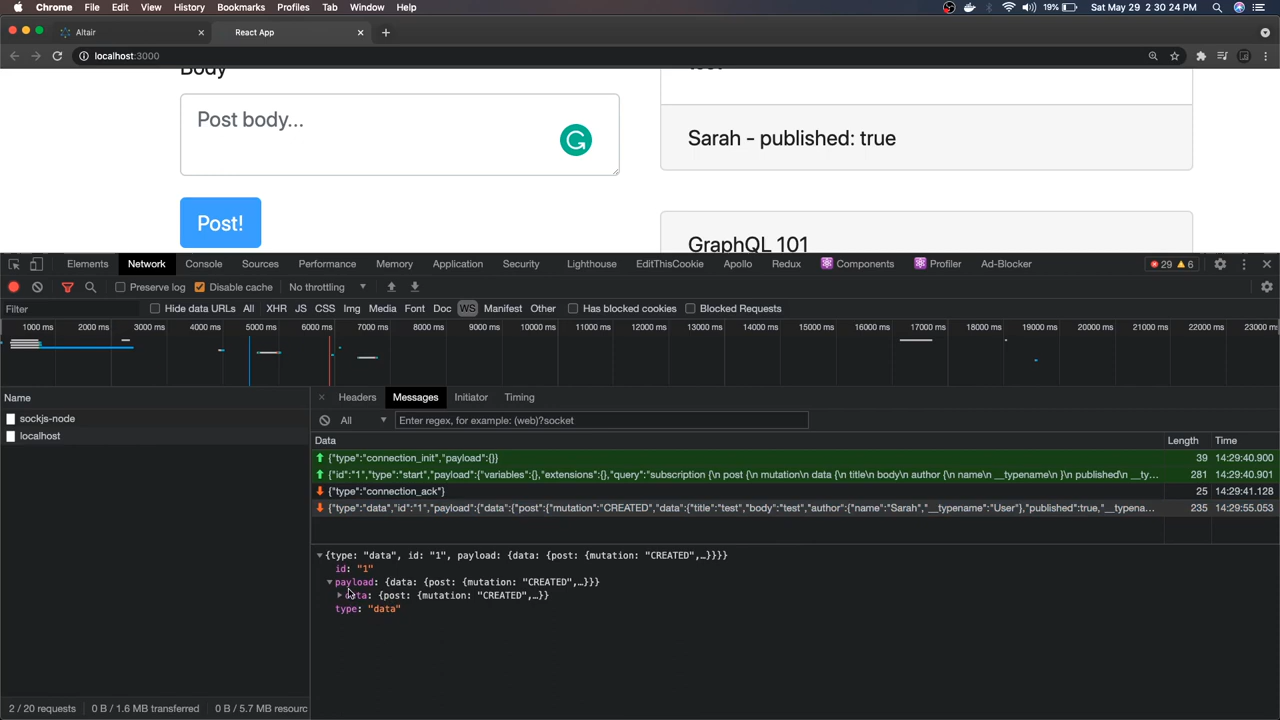 Chrome File Edit View History Bookmarks Profiles Tab Window Help 19% Sat May 29 2:30:24 PM
Altair
React App
localhost:3000
Body
test
Post body...
Sarah - published: true
Post!
GraphQL 101
Elements Network Console Sources Performance Memory Application Security Lighthouse EditThisCookie Apollo Redux Components Profiler Ad-Blocker 29 6
Preserve log Disable cache No throttling
Filter Hide data URLs All XHR JS CSS Img Media Font Doc WS Manifest Other Has blocked cookies Blocked Requests
1000 ms 2000 ms 3000 ms 4000 ms 5000 ms 6000 ms 7000 ms 8000 ms 9000 ms 10000 ms 11000 ms 12000 ms 13000 ms 14000 ms 15000 ms 16000 ms 17000 ms 18000 ms 19000 ms 20000 ms 21000 ms 22000 ms 23000 ms
Name
Headers Messages Initiator Timing
sockjs-node
localhost
All Enter regex, for example: (web)?socket
Data Length Time
{"type":"connection_init","payload":{}} 39 14:29:40.900
{"id":"1","type":"start","payload":{"variables":{},"extensions":{},"query":"subscription {\n post {\n mutation\n data {\n title\n body\n author {\n name\n __typename\n }\n published\n __ty... 281 14:29:40.901
{"type":"connection_ack"} 25 14:29:41.128
{"type":"data","id":"1","payload":{"data":{"post":{"mutation":"CREATED","data":{"title":"test","body":"test","author":{"name":"Sarah","__typename":"User"},"published":true,"__typena... 235 14:29:55.053
{type: "data", id: "1", payload: {data: {post: {mutation: "CREATED",…}}}}
id: "1"
payload: {data: {post: {mutation: "CREATED",…}}}
data: {post: {mutation: "CREATED",…}}
type: "data"
2 / 20 requests 0 B / 1.6 MB transferred 0 B / 5.7 MB resourc